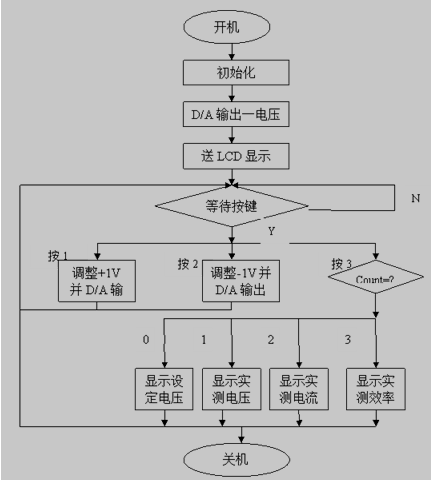 开机
初始化
D/A 输出一电压
送 LCD 显示
等待按键
N
Y
按 1
调整+1V
并 D/A 输
按 2
调整-1V 并
D/A 输出
按 3
Count=?
0
1
2
3
显示设
定电压
显示实
测电压
显示实
测电流
显示实
测效率
关机